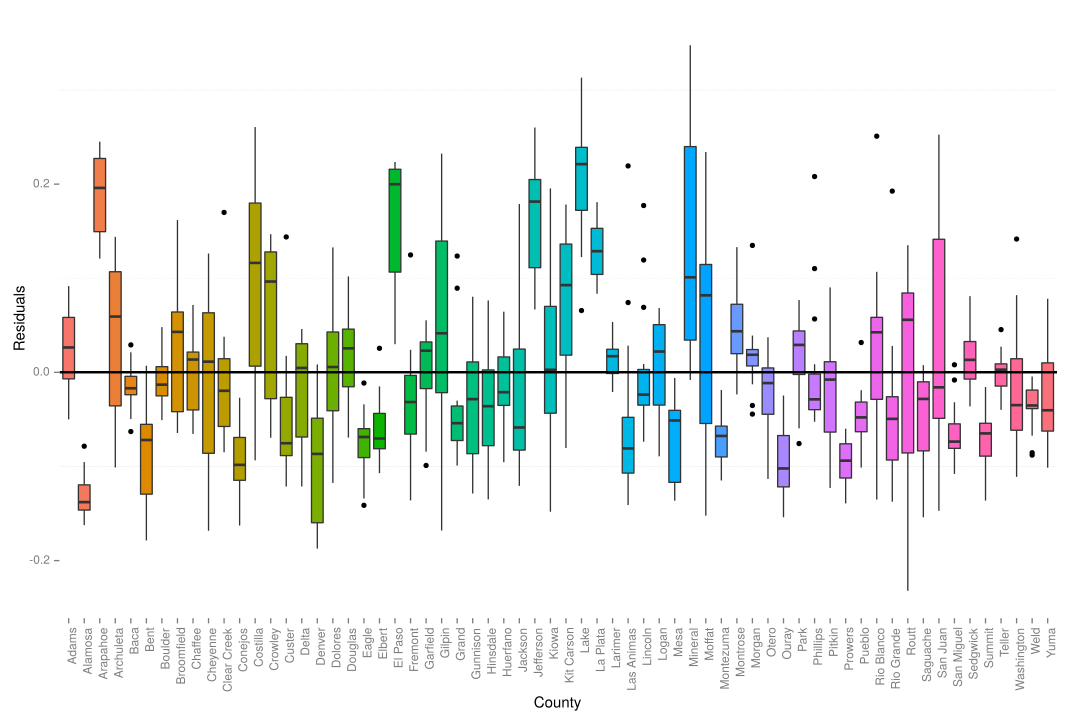 Residuals
0.2
0.0
-0.2
Adams
Alamosa
Arapahoe
Archuleta
Baca
Bent
Boulder
Broomfield
Chaffee
Cheyenne
Clear Creek
Conejos
Costilla
Crowley
Custer
Delta
Denver
Dolores
Douglas
Eagle
Elbert
El Paso
Fremont
Garfield
Gilpin
Grand
Gunnison
Hinsdale
Huerfano
Jackson
Jefferson
Kiowa
Kit Carson
Lake
La Plata
Larimer
Las Animas
Lincoln
Logan
Mesa
Mineral
Moffat
Montezuma
Montrose
Morgan
Otero
Ouray
Park
Phillips
Pitkin
Prowers
Pueblo
Rio Blanco
Rio Grande
Routt
Saguache
San Juan
San Miguel
Sedgwick
Summit
Teller
Washington
Weld
Yuma
County